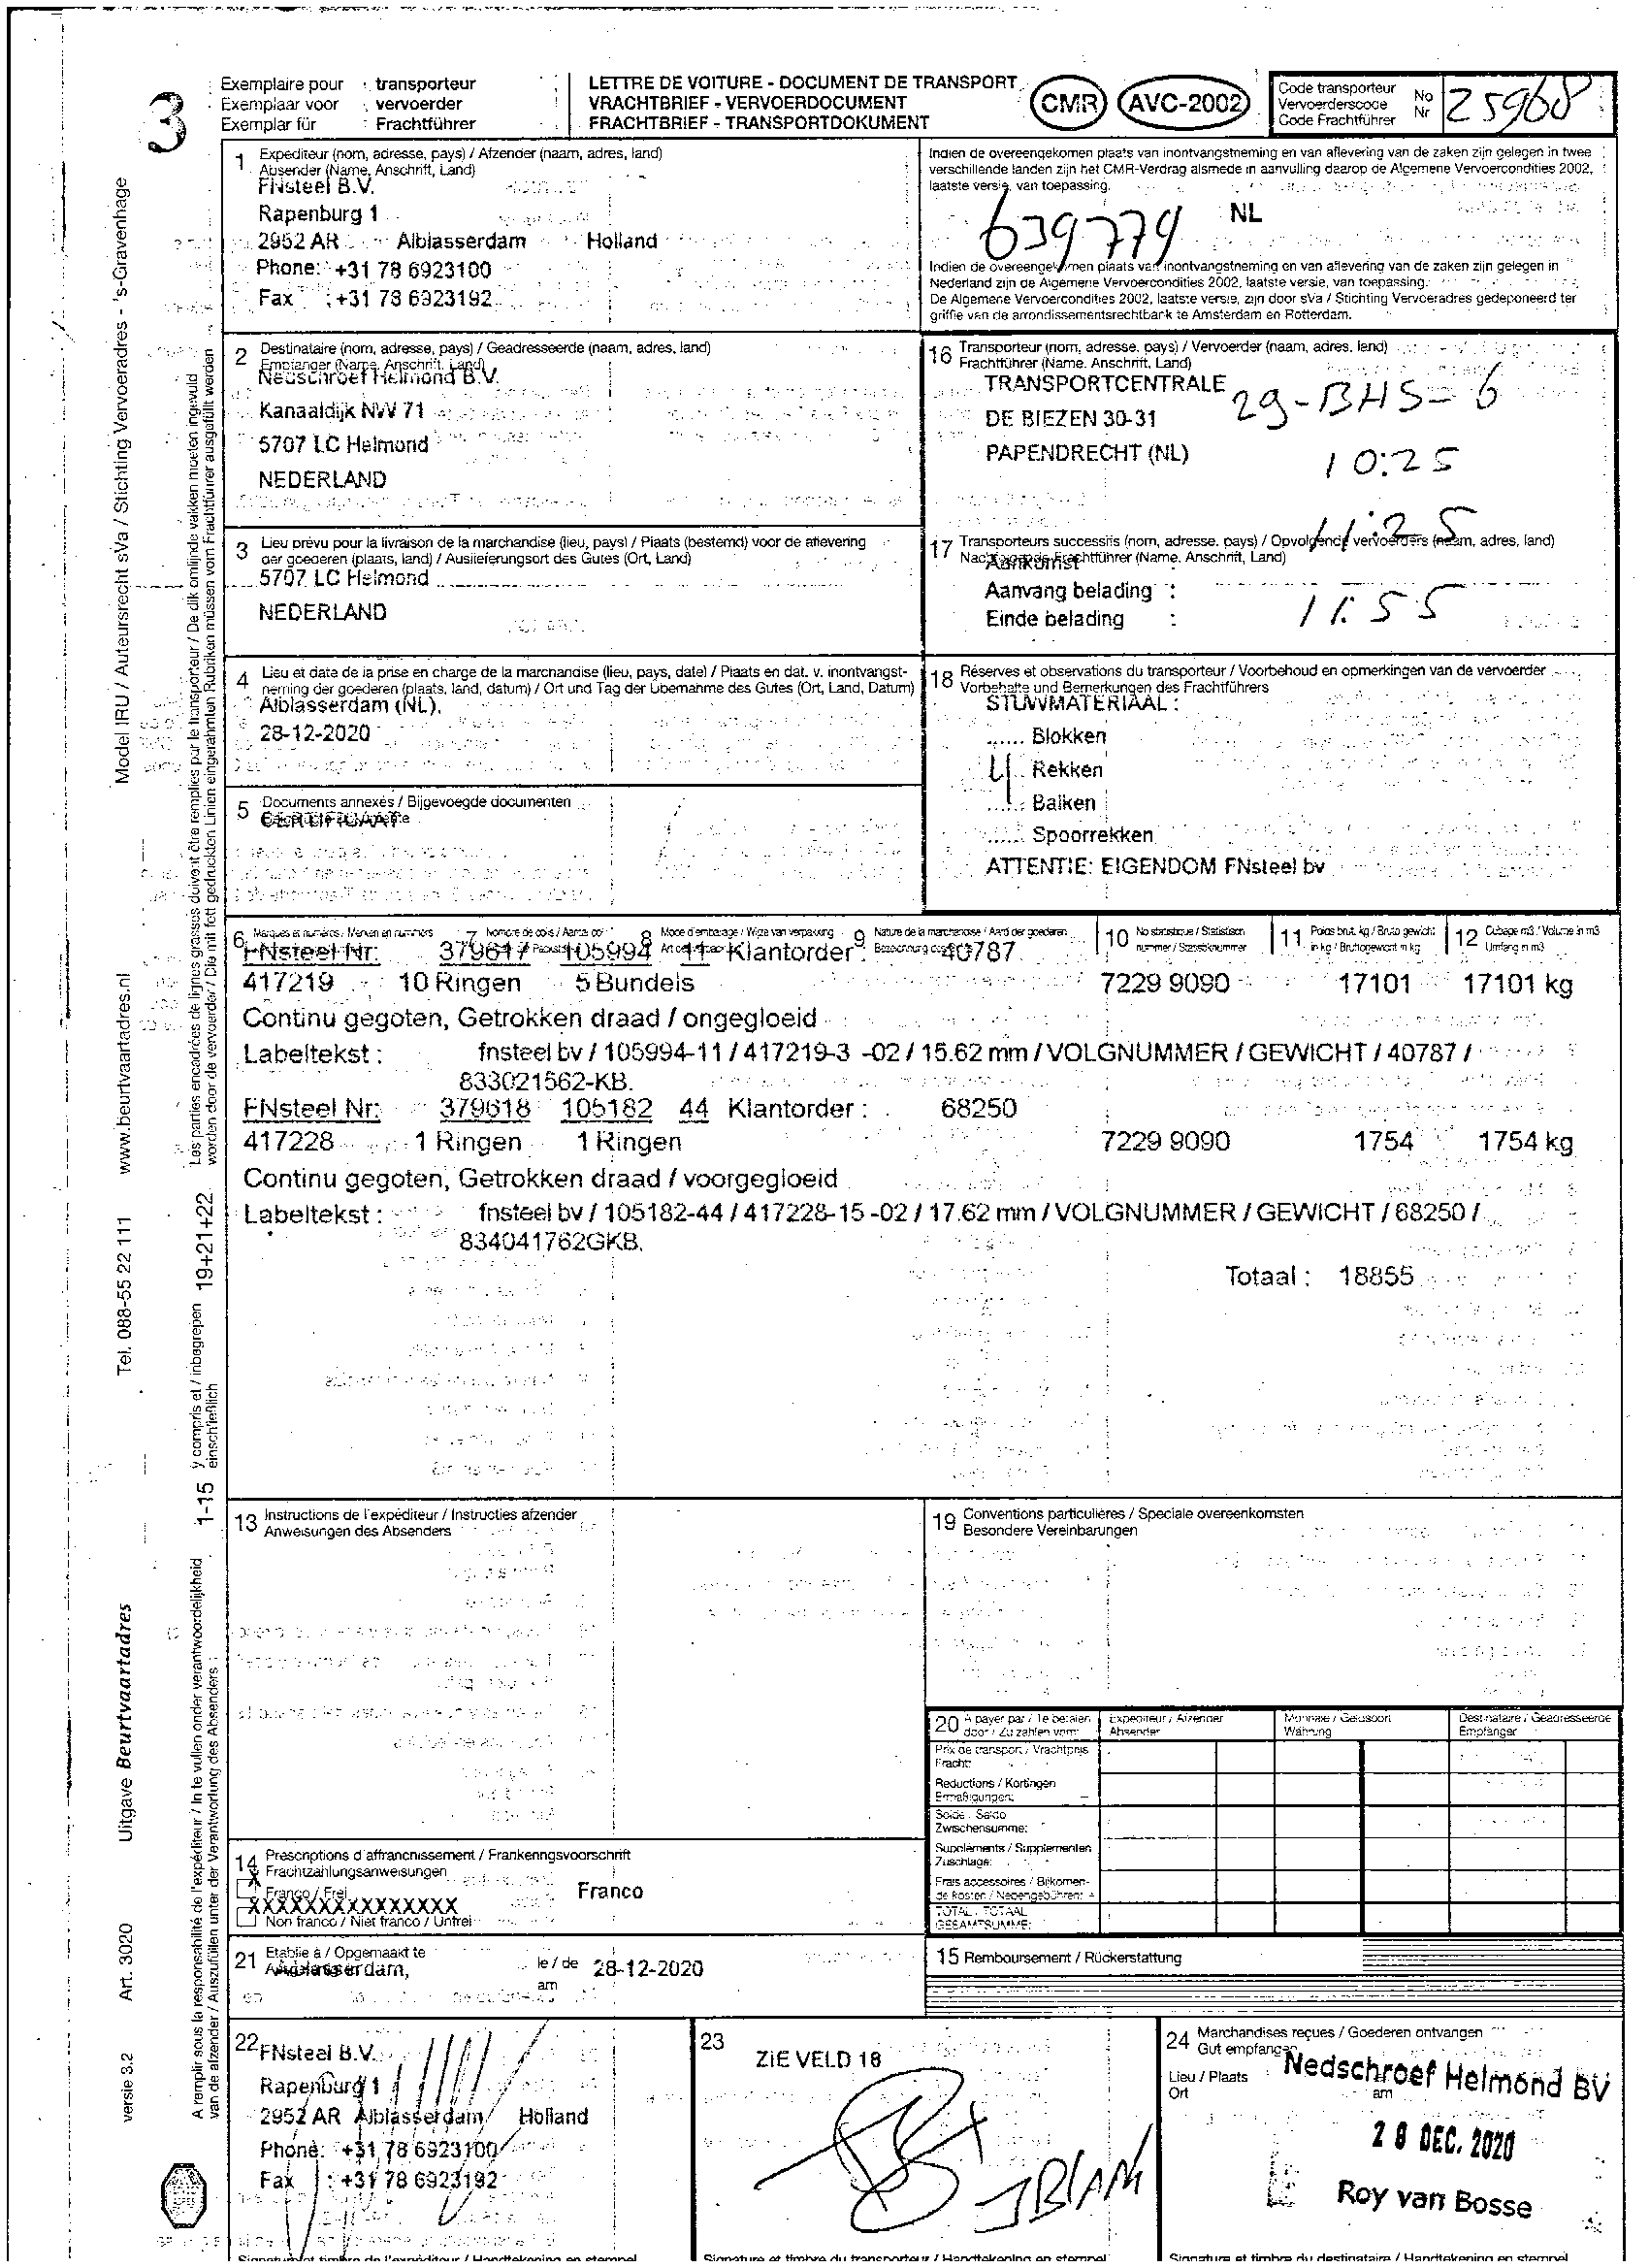 3
Exemplaire pour : transporteur
Exemplaar voor : vervoerder
Exemplar für : Frachtführer
LETTRE DE VOITURE - DOCUMENT DE TRANSPORT
VRACHTBRIEF - VERVOERDOCUMENT
FRACHTBRIEF - TRANSPORTDOKUMENT
CMR AVC-2002
Code transporteur
Vervoerderscode
Code Frachtführer
No
Nr
25968
1 Expediteur (nom, adresse, pays) / Afzender (naam, adres, land)
Absender (Name, Anschrift, Land)
FNsteel B.V.
Rapenburg 1
2952 AR Alblasserdam Holland
Phone: +31 78 6923100
Fax : +31 78 6923192
Indien de overeengekomen plaats van inontvangstneming en van aflevering van de zaken zijn gelegen in twee
verschillende landen zijn het CMR-Verdrag alsmede in aanvulling daarop de Algemene Vervoercondities 2002,
laatste versie, van toepassing.
NL
639779
Indien de overeengekomen plaats van inontvangstneming en van aflevering van de zaken zijn gelegen in
Nederland zijn de Algemene Vervoercondities 2002, laatste versie, van toepassing.
De Algemene Vervoercondities 2002, laatste versie, zijn door sVa / Stichting Vervoeradres gedeponeerd ter
griffie van de arrondissementsrechtbank te Amsterdam en Rotterdam.
2 Destinataire (nom, adresse, pays) / Geadresseerde (naam, adres, land)
Empfänger (Name, Anschrift, Land)
Nedschroef Helmond B.V.
Kanaaldijk NW 71
5707 LC Helmond
NEDERLAND
16 Transporteur (nom, adresse, pays) / Vervoerder (naam, adres, land)
Frachtführer (Name, Anschrift, Land)
TRANSPORTCENTRALE
DE BIEZEN 30-31
PAPENDRECHT (NL)
29-BHS-6
10:25
3 Lieu prévu pour la livraison de la marchandise (lieu, pays) / Plaats (bestemd) voor de aflevering
der goederen (plaats, land) / Auslieferungsort des Gutes (Ort, Land)
5707 LC Helmond
NEDERLAND
17 Transporteurs successifs (nom, adresse, pays) / Opvolgende vervoerders (naam, adres, land)
Nachfolgende Frachtführer (Name, Anschrift, Land)
11:25
Aankomst
Aanvang belading :
Einde belading :
11:55
4 Lieu et date de la prise en charge de la marchandise (lieu, pays, date) / Plaats en dat. v. inontvangst-
neming der goederen (plaats, land, datum) / Ort und Tag der Übernahme des Gutes (Ort, Land, Datum)
Alblasserdam (NL),
28-12-2020
18 Réserves et observations du transporteur / Voorbehoud en opmerkingen van de vervoerder
Vorbehalte und Bemerkungen des Frachtführers
STUWMATERIAAL :
...... Blokken
4 Rekken
...... Balken
...... Spoorrekken
ATTENTIE: EIGENDOM FNsteel bv
5 Documents annexés / Bijgevoegde documenten
CERTIFICAAT
6 Marques et numéros / Merken en nummers
7 Nombre de colis / Aantal colli
8 Mode d'emballage / Wijze van verpakking
9 Nature de la marchandise / Aard der goederen
10 No statistique / Statistisch nummer / Statistiknummer
11 Poids brut, kg / Bruto gewicht in kg / Bruttogewicht in kg
12 Cubage m3 / Volume in m3 Umfang in m3
FNsteel Nr: 379617 105994 11 Klantorder: 40787
417219 10 Ringen 5 Bundels 7229 9090 17101 17101 kg
Continu gegoten, Getrokken draad / ongegloeid
Labeltekst : fnsteel bv / 105994-11 / 417219-3 -02 / 15.62 mm / VOLGNUMMER / GEWICHT / 40787 /
833021562-KB.
FNsteel Nr: 379618 105182 44 Klantorder : 68250
417228 1 Ringen 1 Ringen 7229 9090 1754 1754 kg
Continu gegoten, Getrokken draad / voorgegloeid
Labeltekst : fnsteel bv / 105182-44 / 417228-15 -02 / 17.62 mm / VOLGNUMMER / GEWICHT / 68250 /
834041762GKB.
Totaal : 18855
13 Instructions de l'expéditeur / Instructies afzender
Anweisungen des Absenders
19 Conventions particulières / Speciale overeenkomsten
Besondere Vereinbarungen
20 A payer par / Te betalen door / Zu zahlen vom:
Expediteur / Afzender Absender
Monnaie / Geldsoort Währung
Destinataire / Geadresseerde Empfänger
Prix de transport / Vrachtprijs
Fracht:
Reductions / Kortingen
Ermäßigungen:
Solde / Saldo
Zwischensumme:
Suppléments / Supplementen
Zuschläge:
Frais accessoires / Bijkomen-
de kosten / Nebengebühren:
TOTAL / TOTAAL
GESAMTSUMME:
14 Prescriptions d'affranchissement / Frankeringsvoorschrift
Frachtzahlungsanweisungen
X
Franco / Frei
XXXXXXXXXXXXXXX
Franco
Non franco / Niet franco / Unfrei
21 Etablie à / Opgemaakt te
Alblasserdam,
le / de
am
28-12-2020
15 Remboursement / Rückerstattung
22 FNsteel B.V.
Rapenburg 1
2952 AR Alblasserdam Holland
Phone: +31 78 6923100
Fax : +31 78 6923192
Signature et timbre de l'expéditeur / Handtekening en stempel
23
ZIE VELD 18
Signature et timbre du transporteur / Handtekening en stempel
24 Marchandises reçues / Goederen ontvangen
Gut empfangen
Lieu / Plaats
Ort
am
Nedschroef Helmond BV
28 DEC. 2020
Roy van Bosse
Signature et timbre du destinataire / Handtekening en stempel
Model IRU / Auteursrecht sVa / Stichting Vervoeradres - 's-Gravenhage
www.beurtvaartadres.nl
Tel. 088-55 22 111
Uitgave Beurtvaartadres
Art. 3020
versie 3.2
Les parties encadrées de lignes grasses doivent être remplies par le transporteur / De dik omlijnde vakken moeten ingevuld
worden door de vervoerder / Die mit fett gedruckten Linien eingerahmten Rubriken müssen vom Frachtführer ausgefüllt werden
1-15 y compris et / inbegrepen 19+21+22
einschließlich
A remplir sous la responsabilité de l'expéditeur / In te vullen onder verantwoordelijkheid
van de afzender / Auszufüllen unter der Verantwortung des Absenders